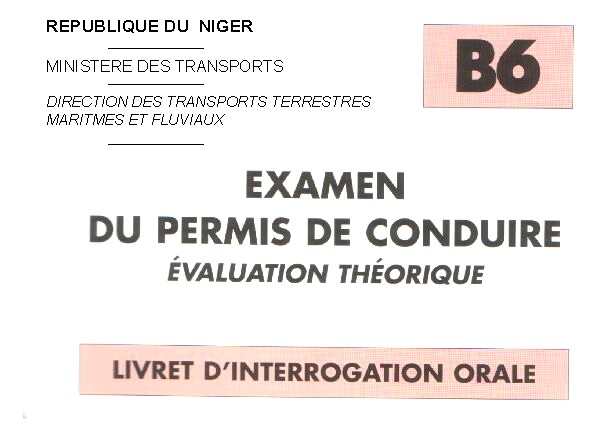 REPUBLIQUE DU NIGER
MINISTERE DES TRANSPORTS
DIRECTION DES TRANSPORTS TERRESTRES
MARITMES ET FLUVIAUX
B6
EXAMEN
DU PERMIS DE CONDUIRE
ÉVALUATION THÉORIQUE
LIVRET D'INTERROGATION ORALE